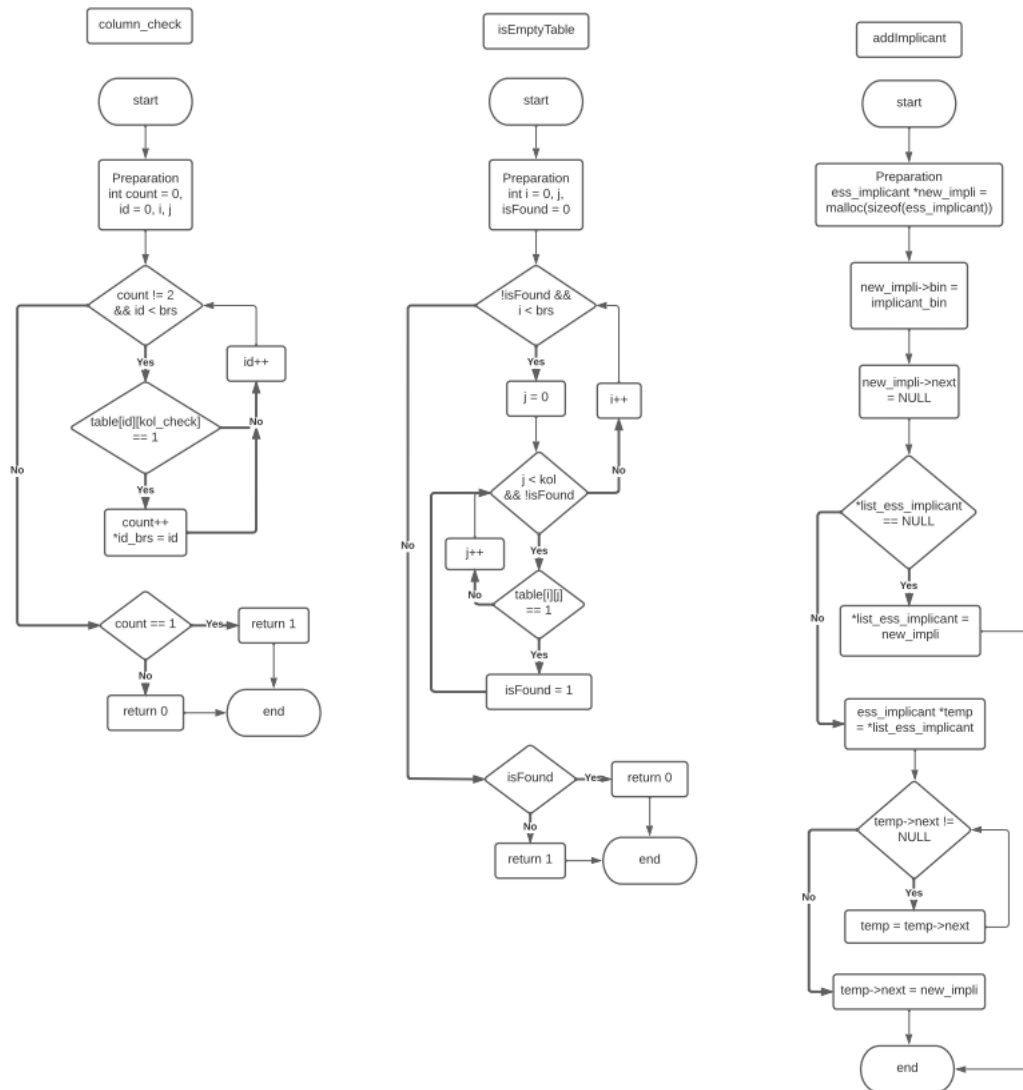 column_check
start
Preparation
int count = 0,
id = 0, i, j
count != 2
&& id < brs
Yes
id++
No
table[id][kol_check]
== 1
Yes
count++
*id_brs = id
No
count == 1
Yes
return 1
No
return 0
end
isEmptyTable
start
Preparation
int i = 0, j,
isFound = 0
!isFound &&
i < brs
Yes
j = 0
i++
No
j < kol
&& !isFound
Yes
j++
No
table[i][j]
== 1
Yes
isFound = 1
No
isFound
Yes
return 0
No
return 1
end
addImplicant
start
Preparation
ess_implicant *new_impli =
malloc(sizeof(ess_implicant))
new_impli->bin =
implicant_bin
new_impli->next
= NULL
*list_ess_implicant
== NULL
Yes
No
*list_ess_implicant =
new_impli
ess_implicant *temp
= *list_ess_implicant
temp->next !=
NULL
Yes
No
temp = temp->next
temp->next = new_impli
end